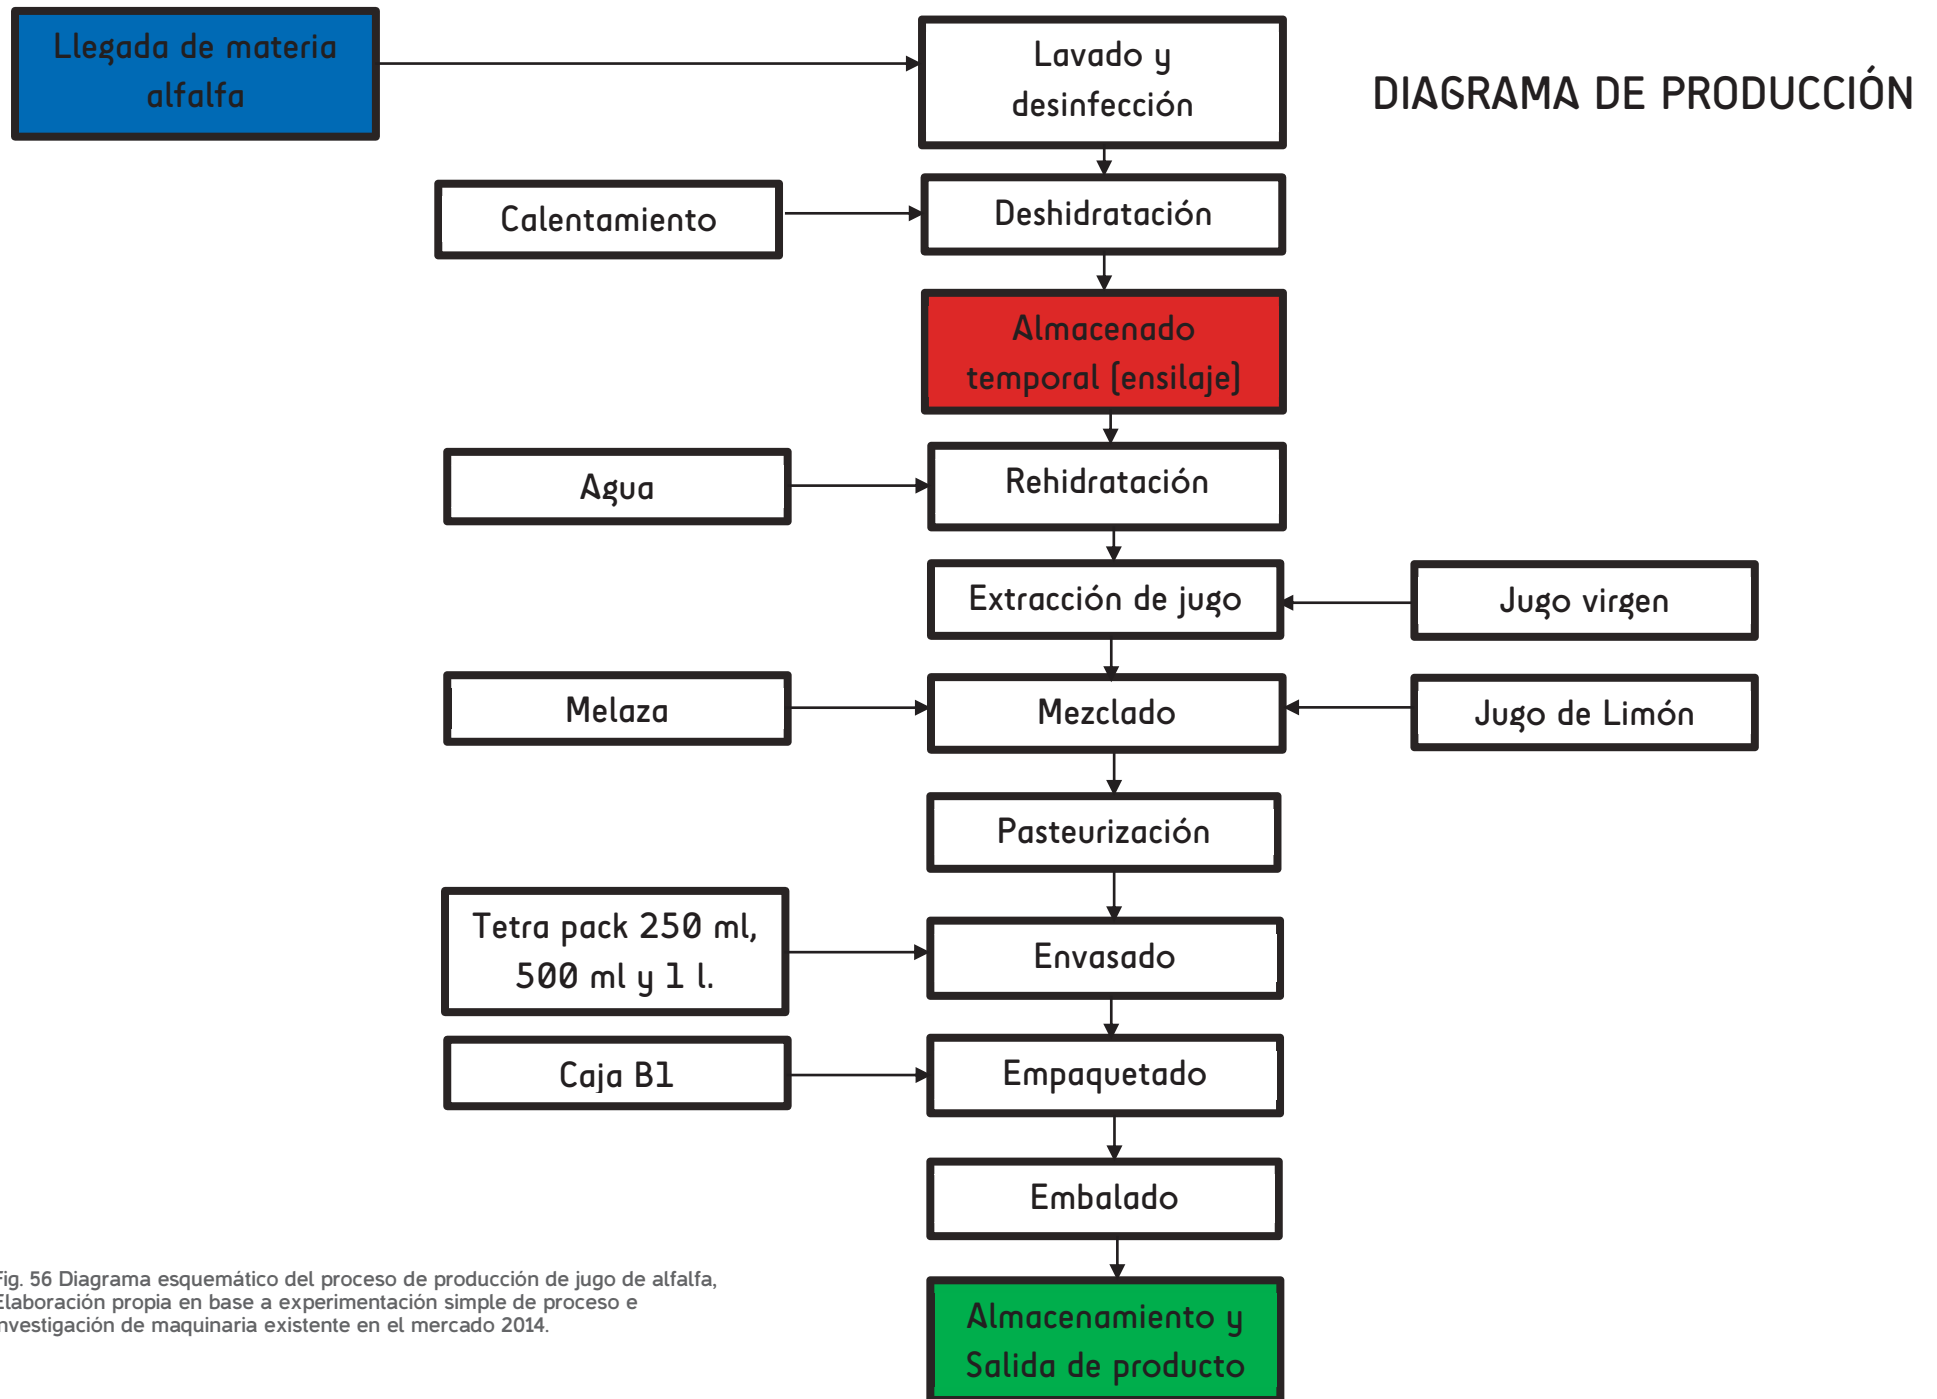 Llegada de materia
alfalfa
Lavado y
desinfección
DIAGRAMA DE PRODUCCIÓN
Calentamiento
Deshidratación
Almacenado
temporal (ensilaje)
Agua
Rehidratación
Extracción de jugo
Jugo virgen
Melaza
Mezclado
Jugo de Limón
Pasteurización
Tetra pack 250 ml,
500 ml y 1 l.
Envasado
Caja B1
Empaquetado
Embalado
Fig. 56 Diagrama esquemático del proceso de producción de jugo de alfalfa,
Elaboración propia en base a experimentación simple de proceso e
investigación de maquinaria existente en el mercado 2014.
Almacenamiento y
Salida de producto